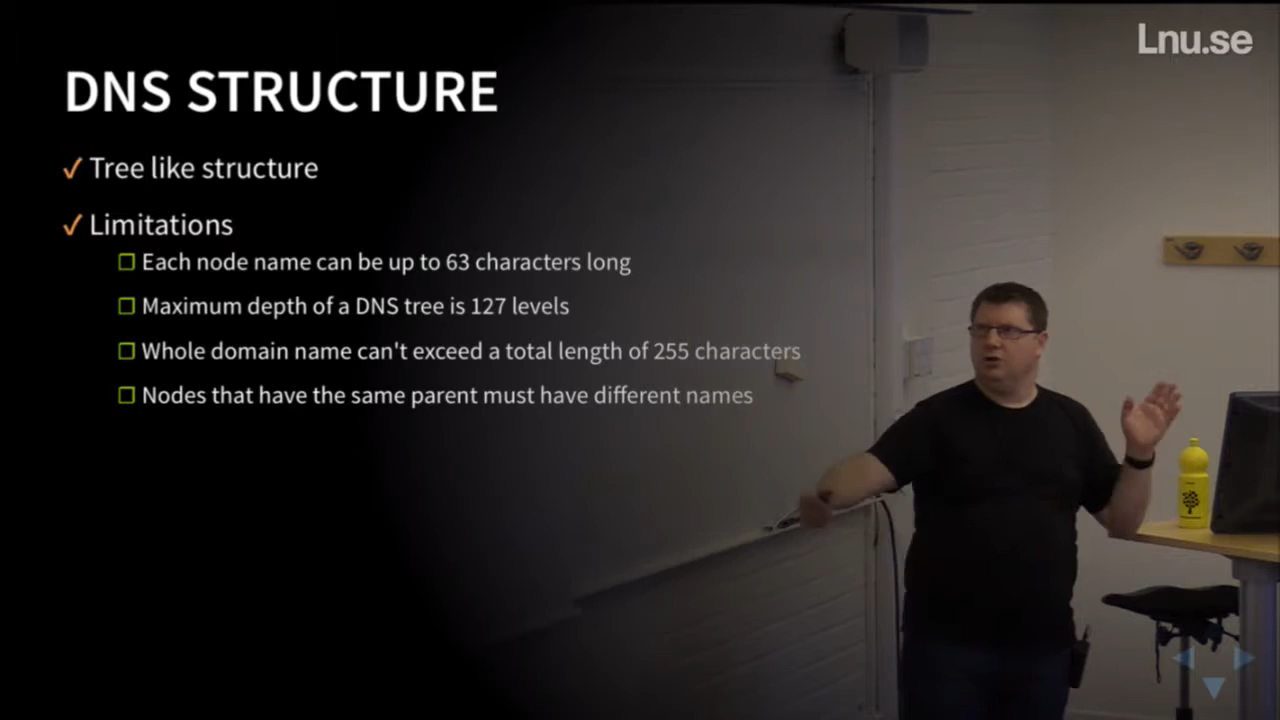 Lnu.se
DNS STRUCTURE
✓ Tree like structure
✓ Limitations
❐ Each node name can be up to 63 characters long
❐ Maximum depth of a DNS tree is 127 levels
❐ Whole domain name can't exceed a total length of 255 characters
❐ Nodes that have the same parent must have different names